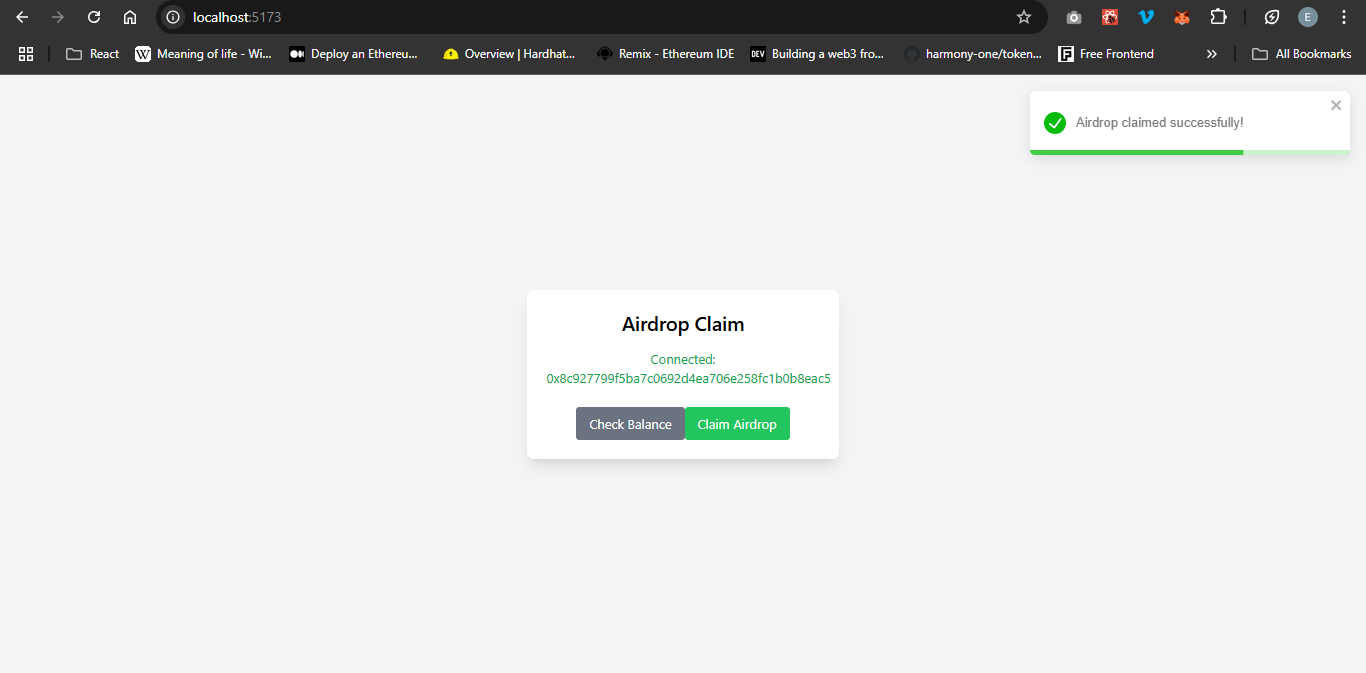 localhost:5173
E
React
W
Meaning of life - Wi...
Deploy an Ethereu...
Overview | Hardhat...
Remix - Ethereum IDE
DEV
Building a web3 fro...
harmony-one/token...
Free Frontend
All Bookmarks
Airdrop claimed successfully!
Airdrop Claim
Connected:
0x8c927799f5ba7c0692d4ea706e258fc1b0b8eac5
Check Balance
Claim Airdrop